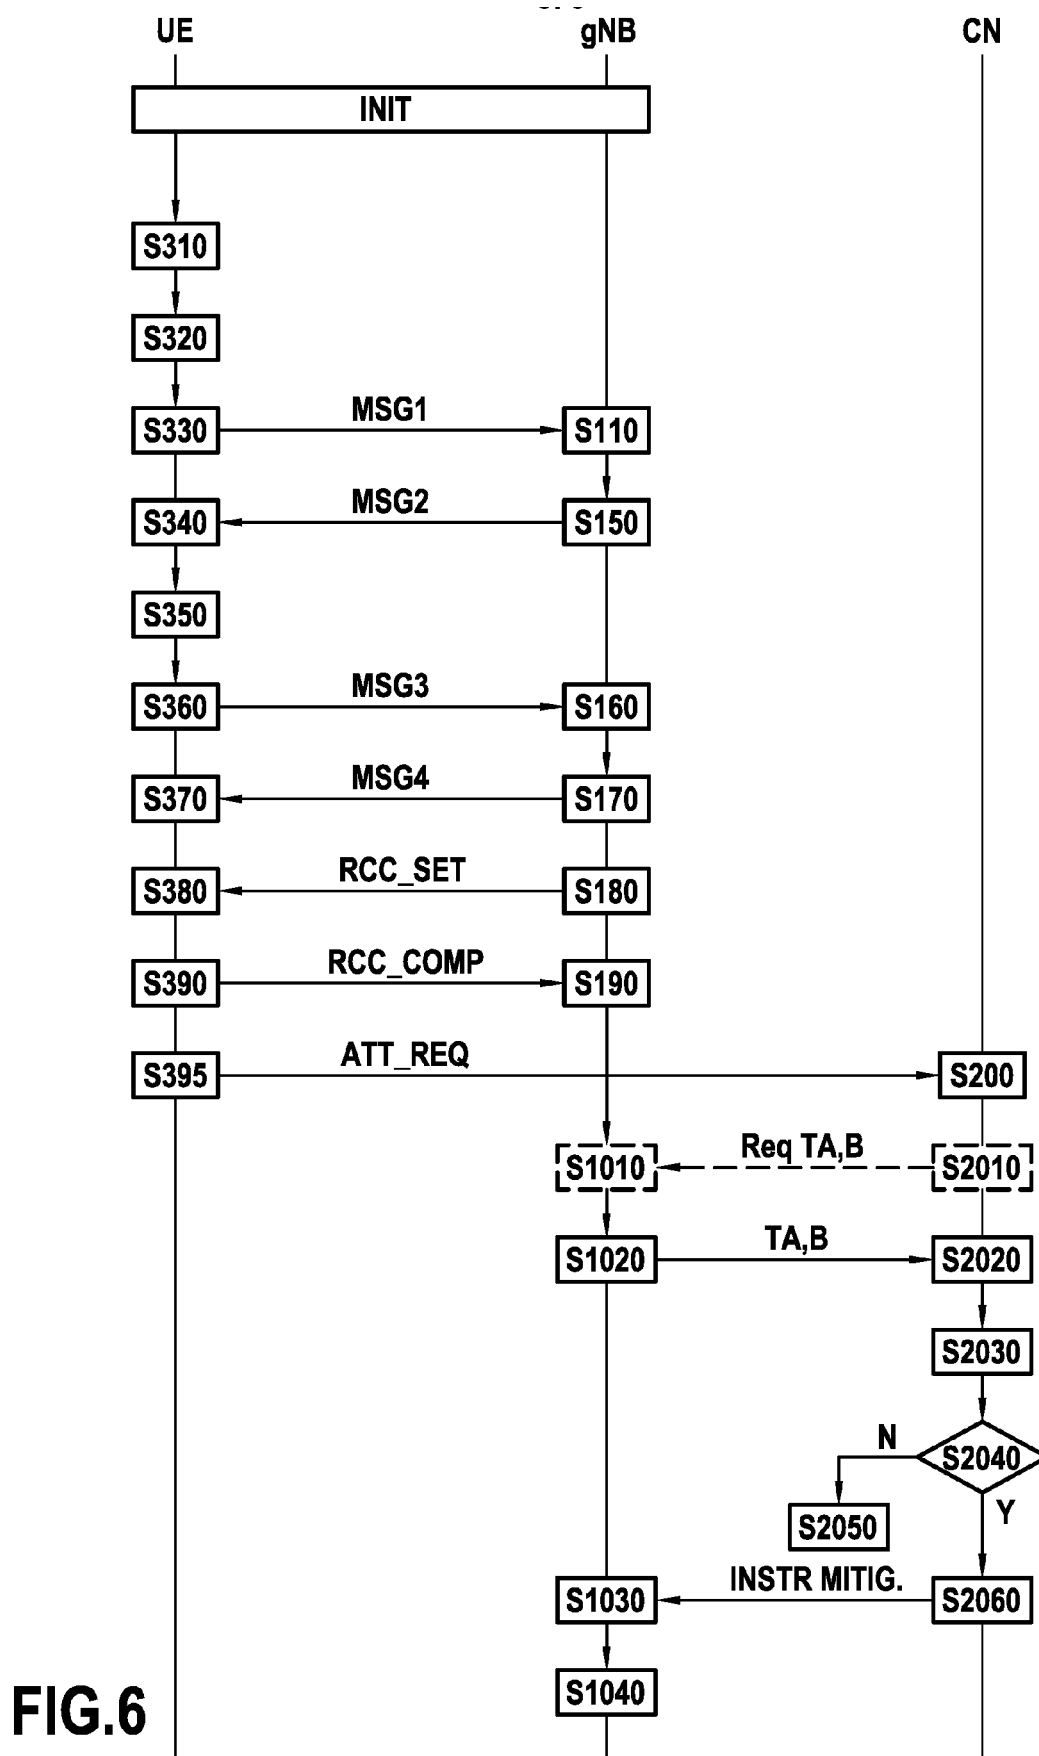 UE gNB CN
INIT
S310
S320
MSG1
S330 S110
MSG2
S340 S150
S350
MSG3
S360 S160
MSG4
S370 S170
RCC_SET
S380 S180
RCC_COMP
S390 S190
ATT_REQ
S395 S200
Req TA,B
S1010 S2010
TA,B
S1020 S2020
S2030
N
S2040
Y
S2050
INSTR MITIG.
S1030 S2060
S1040
FIG.6